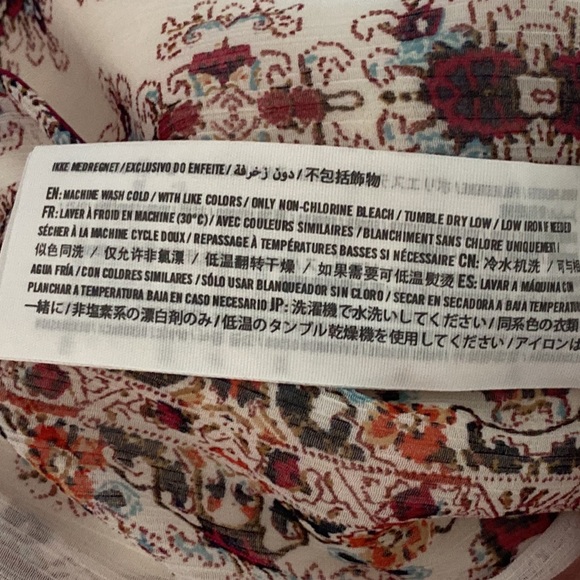 IKKE MEDREGNET / EXCLUSIVO DO ENFEITE / دون زخرفة / 不包括飾物
EN: MACHINE WASH COLD / WITH LIKE COLORS / ONLY NON-CHLORINE BLEACH / TUMBLE DRY LOW / LOW IRON IF NEEDED
FR: LAVER À FROID EN MACHINE (30°C) / AVEC COULEURS SIMILAIRES / BLANCHIMENT SANS CHLORE UNIQUEMENT /
SÉCHER À LA MACHINE CYCLE DOUX / REPASSAGE À TEMPÉRATURES BASSES SI NÉCESSAIRE CN: 冷水机洗 / 可与
似色同洗 / 仅允许非氯漂 / 低温翻转干燥 / 如果需要可低温熨烫 ES: LAVAR A MÁQUINA CON
AGUA FRÍA / CON COLORES SIMILARES / SÓLO USAR BLANQUEADOR SIN CLORO / SECAR EN SECADORA A BAJA
PLANCHAR A TEMPERATURA BAJA EN CASO NECESARIO JP: 洗濯機で水洗いしてください / 同系色の衣類
一緒に / 非塩素系の漂白剤のみ / 低温のタンブル乾燥機を使用してください / アイロンは